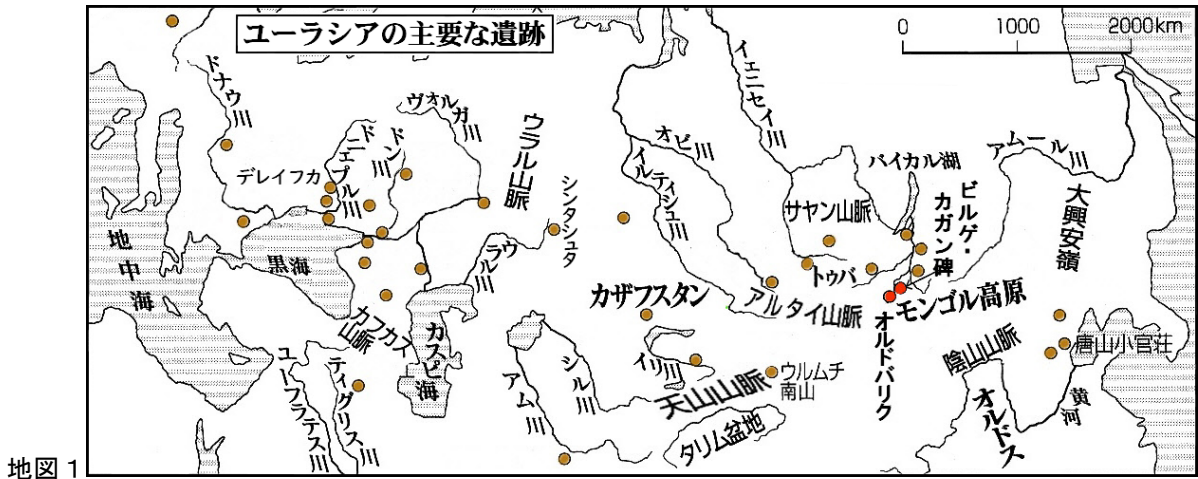 ユーラシアの主要な遺跡
0 1000 2000km
ドナウ川
デレイフカ
ドニエプル川
ドン川
ヴォルガ川
ウラル山脈
シンタシュタ
ウラル川
オビ川
イルティシュ川
イェニセイ川
サヤン山脈
バイカル湖
ビルゲ・カガン碑
アムール川
大興安嶺
地中海
黒海
カフカス山脈
カスピ海
カザフスタン
アルタイ山脈
トゥバ
オルドバリク
モンゴル高原
陰山山脈
唐山小官荘
ユーフラテス川
ティグリス川
アム川
シル川
イリ川
天山山脈
ウルムチ南山
タリム盆地
オルドス
黄河
地図1